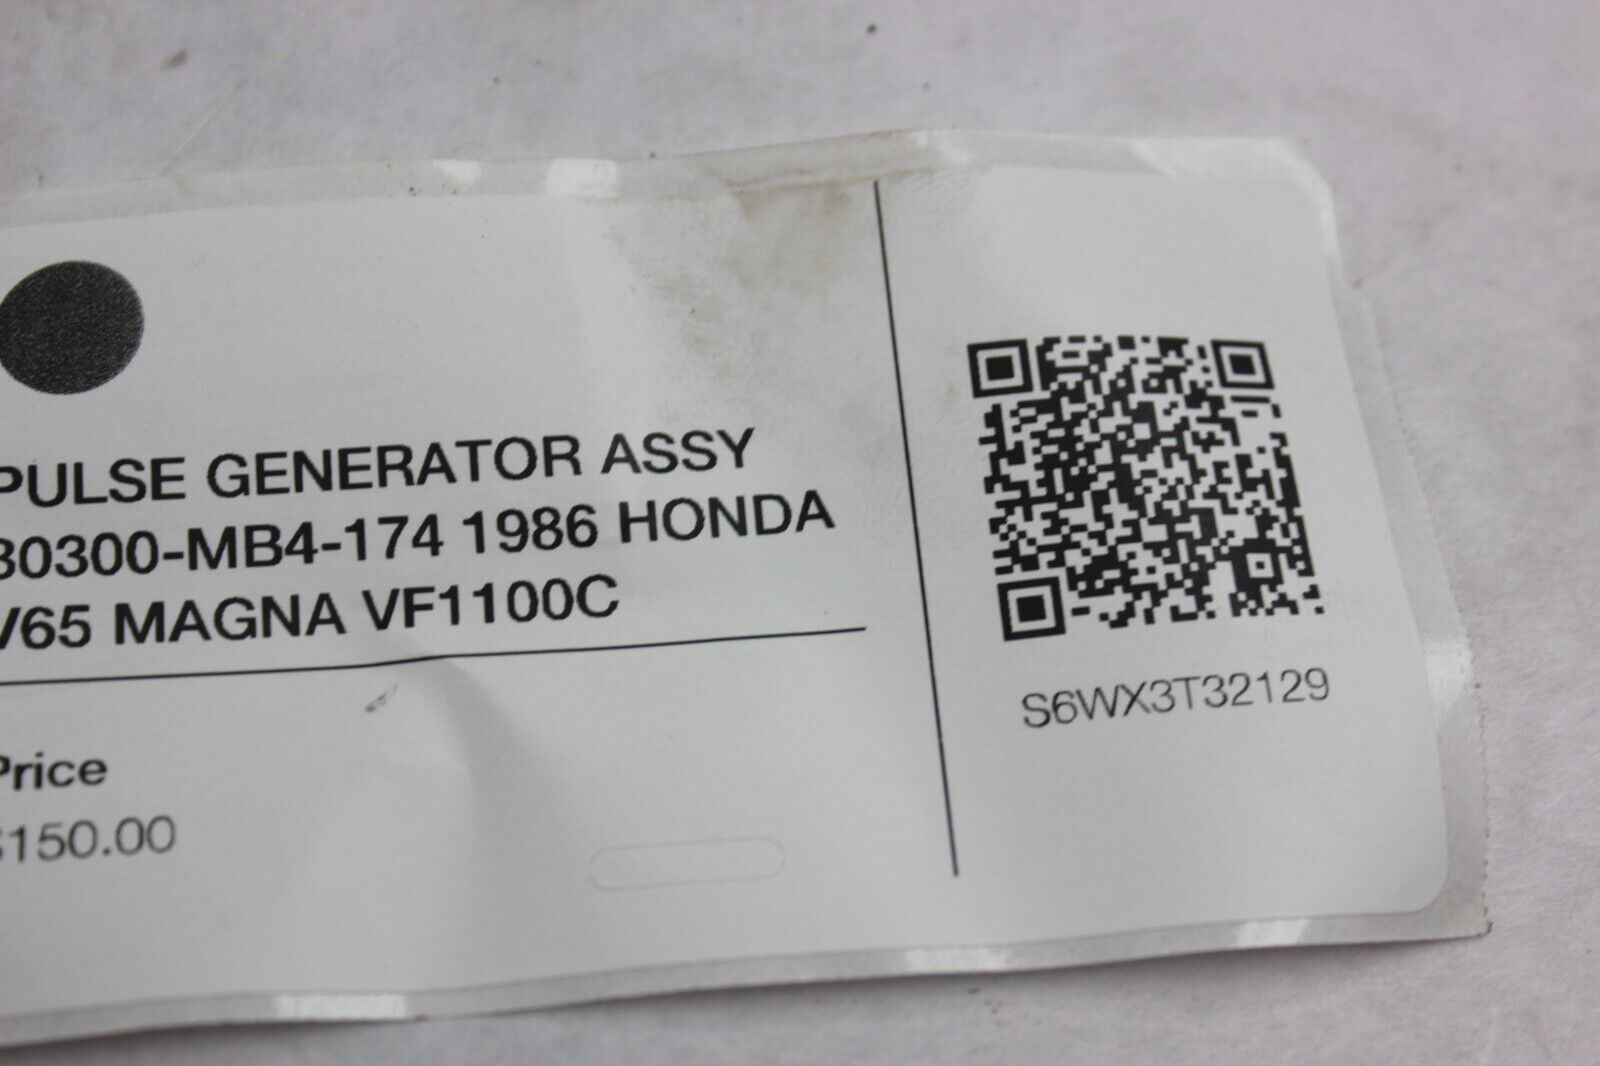 PULSE GENERATOR ASSY
30300-MB4-174 1986 HONDA
V65 MAGNA VF1100C
Price
$150.00
S6WX3T32129